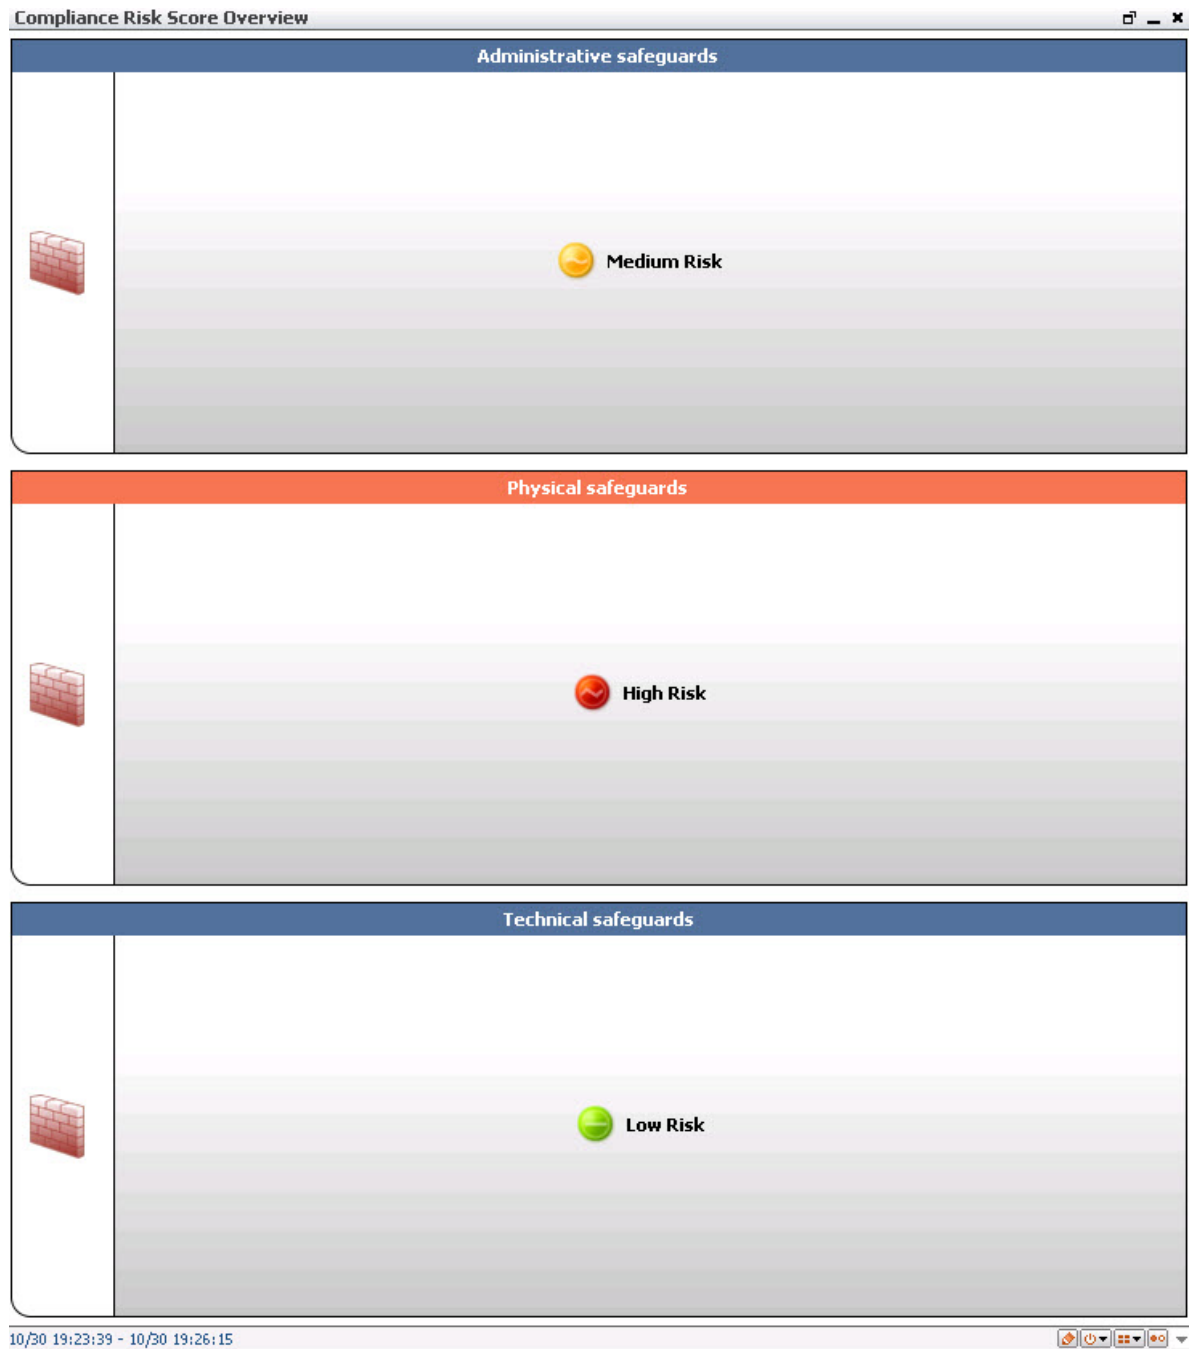 Compliance Risk Score Overview
Administrative safeguards
Medium Risk
Physical safeguards
High Risk
Technical safeguards
Low Risk
10/30 19:23:39 - 10/30 19:26:15